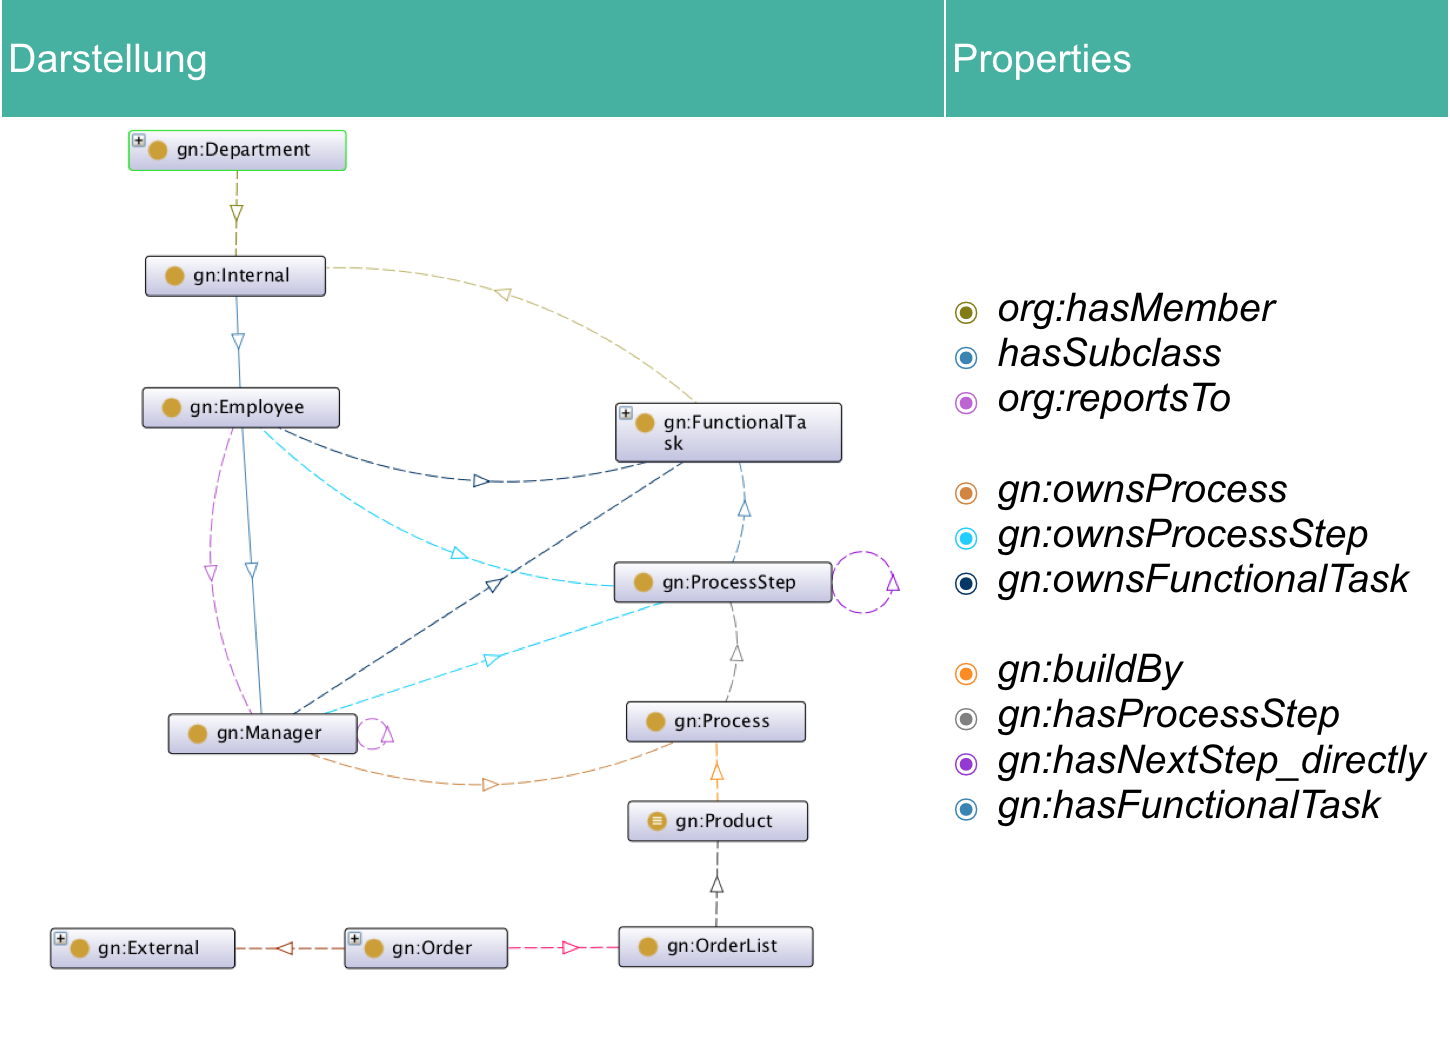 Darstellung
Properties
gn:Department
gn:Internal
gn:Employee
gn:FunctionalTa
sk
gn:ProcessStep
gn:Manager
gn:Process
gn:Product
gn:External
gn:Order
gn:OrderList
org:hasMember
hasSubclass
org:reportsTo
gn:ownsProcess
gn:ownsProcessStep
gn:ownsFunctionalTask
gn:buildBy
gn:hasProcessStep
gn:hasNextStep_directly
gn:hasFunctionalTask